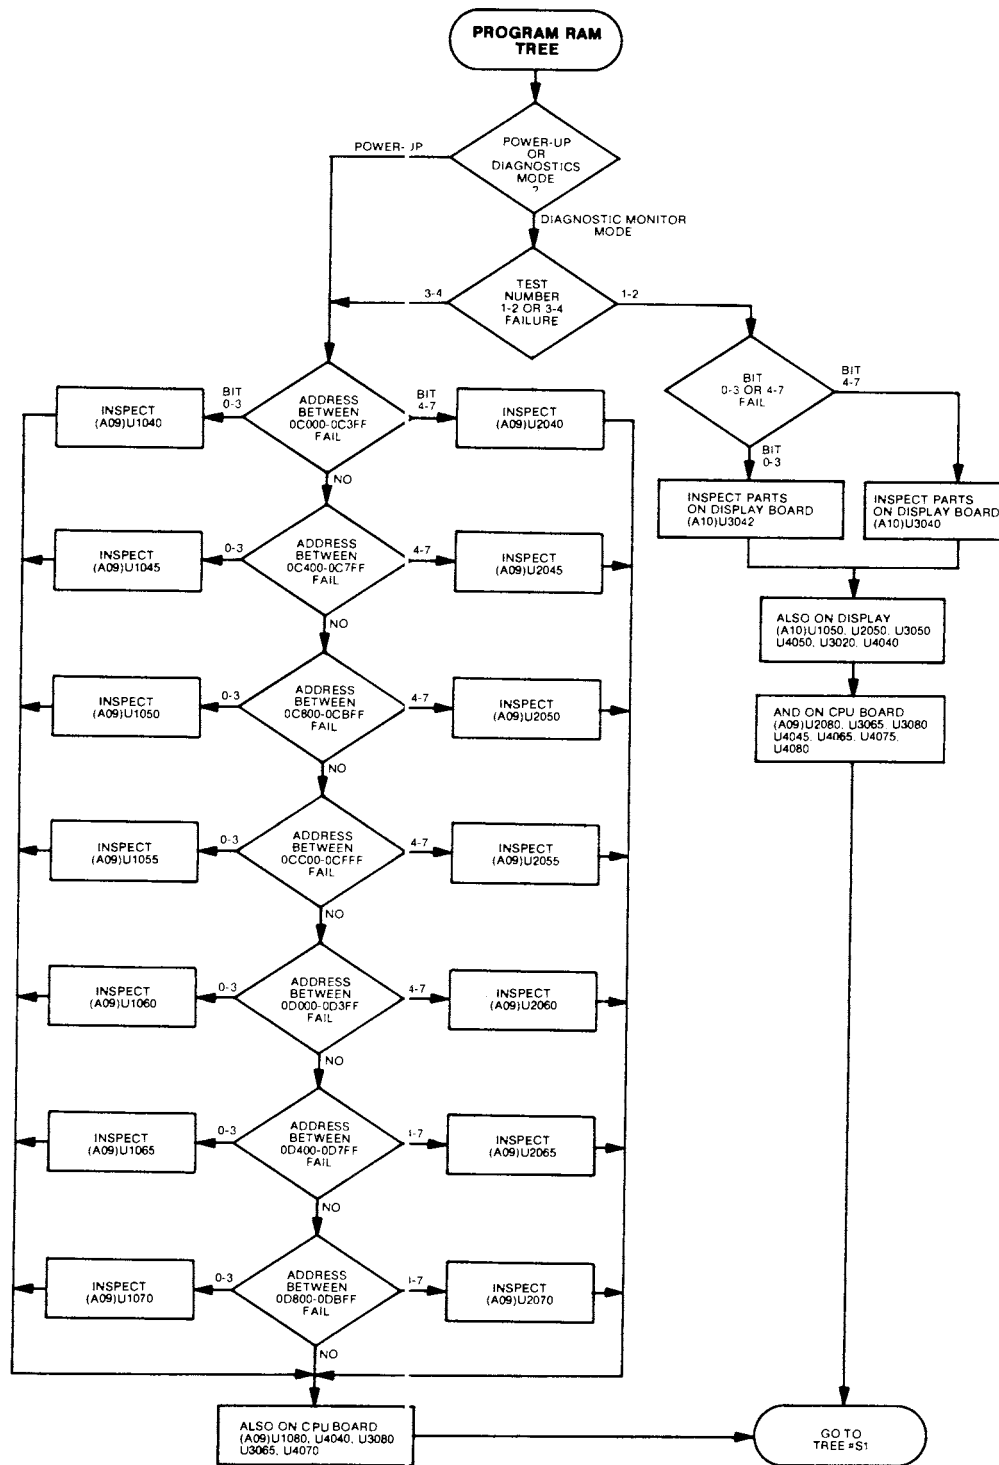 PROGRAM RAM
TREE
POWER-UP
OR
DIAGNOSTICS
MODE
?
POWER-UP
DIAGNOSTIC MONITOR
MODE
TEST
NUMBER
1-2 OR 3-4
FAILURE
3-4
1-2
BIT
0-3 OR 4-7
FAIL
BIT
4-7
BIT
0-3
INSPECT PARTS
ON DISPLAY BOARD
(A10)U3042
INSPECT PARTS
ON DISPLAY BOARD
(A10)U3040
ALSO ON DISPLAY
(A10)U1050, U2050, U3050
U4050, U3020, U4040
AND ON CPU BOARD
(A09)U2080, U3065, U3080
U4045, U4065, U4075,
U4080
INSPECT
(A09)U1040
BIT
0-3
ADDRESS
BETWEEN
0C000-0C3FF
FAIL
BIT
4-7
INSPECT
(A09)U2040
NO
INSPECT
(A09)U1045
0-3
ADDRESS
BETWEEN
0C400-0C7FF
FAIL
4-7
INSPECT
(A09)U2045
NO
INSPECT
(A09)U1050
0-3
ADDRESS
BETWEEN
0C800-0CBFF
FAIL
4-7
INSPECT
(A09)U2050
NO
INSPECT
(A09)U1055
0-3
ADDRESS
BETWEEN
0CC00-0CFFF
FAIL
4-7
INSPECT
(A09)U2055
NO
INSPECT
(A09)U1060
0-3
ADDRESS
BETWEEN
0D000-0D3FF
FAIL
4-7
INSPECT
(A09)U2060
NO
INSPECT
(A09)U1065
0-3
ADDRESS
BETWEEN
0D400-0D7FF
FAIL
4-7
INSPECT
(A09)U2065
NO
INSPECT
(A09)U1070
0-3
ADDRESS
BETWEEN
0D800-0DBFF
FAIL
4-7
INSPECT
(A09)U2070
NO
ALSO ON CPU BOARD
(A09)U1080, U4040, U3080
U3065, U4070
GO TO
TREE #S1